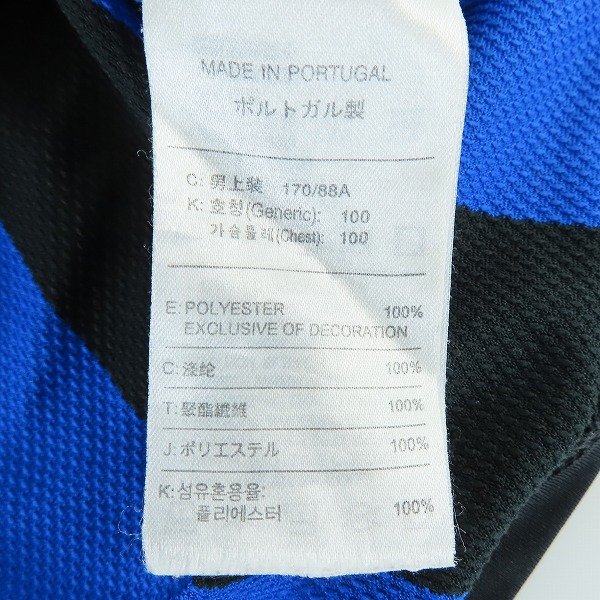 MADE IN PORTUGAL
ポルトガル製
C: 男上装 170/88A
K: 호칭(Generic): 100
가슴둘레(Chest): 100
E: POLYESTER 100%
EXCLUSIVE OF DECORATION
C: 涤纶 100%
T: 聚酯纖維 100%
J: ポリエステル 100%
K: 섬유혼용율:
폴리에스터 100%